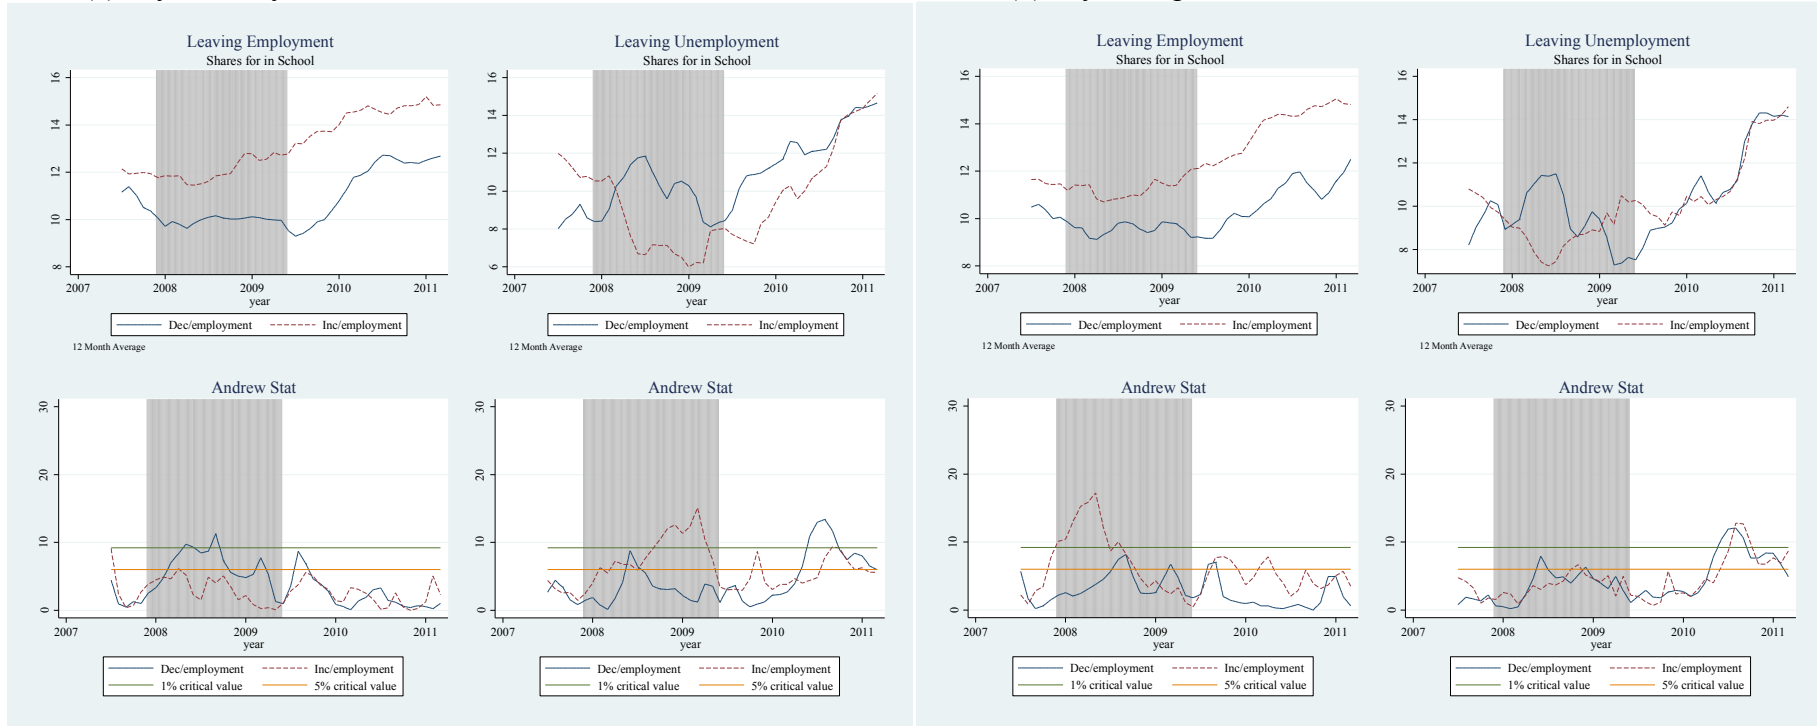 Leaving Employment
Shares for in School
16
14
12
10
8
2007 2008 2009 2010 2011
year
Dec/employment Inc/employment
12 Month Average
Leaving Unemployment
Shares for in School
16
14
12
10
8
6
2007 2008 2009 2010 2011
year
Dec/employment Inc/employment
12 Month Average
Leaving Employment
Shares for in School
16
14
12
10
8
2007 2008 2009 2010 2011
year
Dec/employment Inc/employment
12 Month Average
Leaving Unemployment
Shares for in School
16
14
12
10
8
2007 2008 2009 2010 2011
year
Dec/employment Inc/employment
12 Month Average
Andrew Stat
30
20
10
0
2007 2008 2009 2010 2011
year
Dec/employment Inc/employment
1% critical value 5% critical value
Andrew Stat
30
20
10
0
2007 2008 2009 2010 2011
year
Dec/employment Inc/employment
1% critical value 5% critical value
Andrew Stat
30
20
10
0
2007 2008 2009 2010 2011
year
Dec/employment Inc/employment
1% critical value 5% critical value
Andrew Stat
30
20
10
0
2007 2008 2009 2010 2011
year
Dec/employment Inc/employment
1% critical value 5% critical value